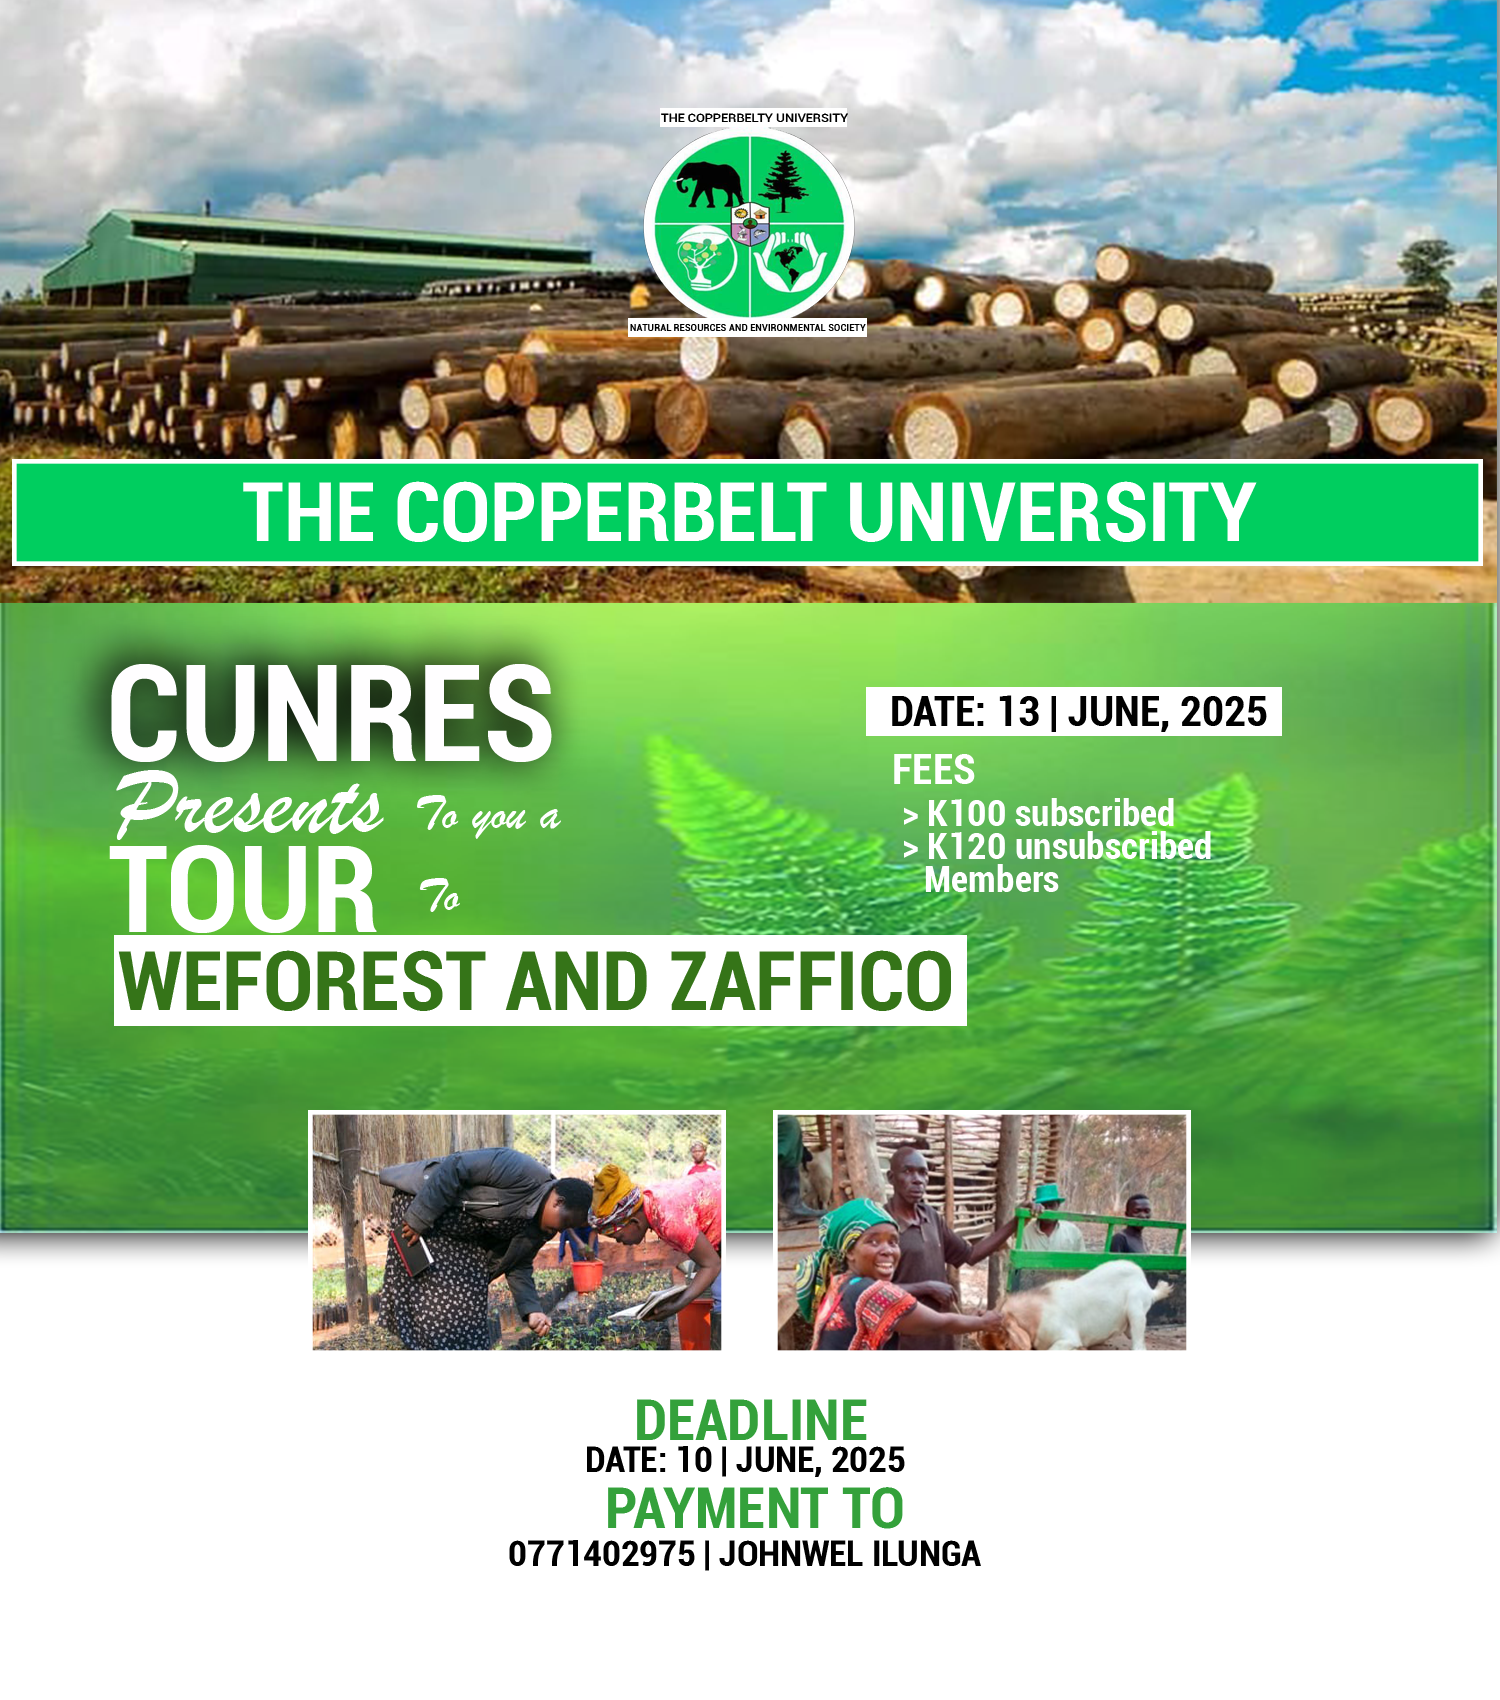 THE COPPERBELTY UNIVERSITY
NATURAL RESOURCES AND ENVIRONMENTAL SOCIETY
THE COPPERBELT UNIVERSITY
CUNRES
Presents To you a
TOUR To
WEFOREST AND ZAFFICO
DATE: 13 | JUNE, 2025
FEES
> K100 subscribed
> K120 unsubscribed
Members
DEADLINE
DATE: 10 | JUNE, 2025
PAYMENT TO
0771402975 | JOHNWEL ILUNGA